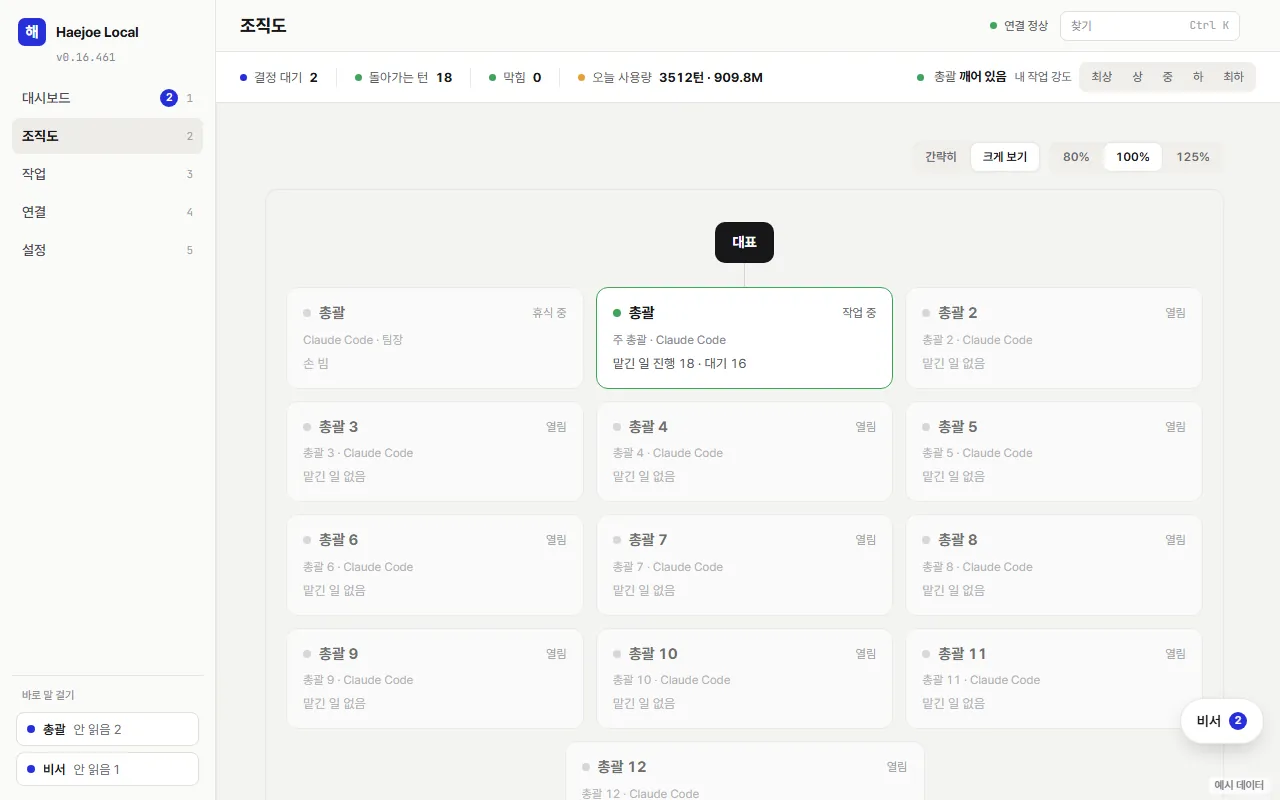 해 Haejoe Local
v0.16.461
대시보드 2 1
조직도 2
작업 3
연결 4
설정 5
바로 말 걸기
총괄 안 읽음 2
비서 안 읽음 1
조직도
연결 정상
찾기 Ctrl K
결정 대기 2
돌아가는 턴 18
막힘 0
오늘 사용량 3512턴 · 909.8M
총괄 깨어 있음
내 작업 강도 최상 상 중 하 최하
간략히 크게 보기 80% 100% 125%
대표
총괄 휴식 중
Claude Code · 팀장
손 빔
총괄 작업 중
주 총괄 · Claude Code
맡긴 일 진행 18 · 대기 16
총괄 2 열림
총괄 2 · Claude Code
맡긴 일 없음
총괄 3 열림
총괄 3 · Claude Code
맡긴 일 없음
총괄 4 열림
총괄 4 · Claude Code
맡긴 일 없음
총괄 5 열림
총괄 5 · Claude Code
맡긴 일 없음
총괄 6 열림
총괄 6 · Claude Code
맡긴 일 없음
총괄 7 열림
총괄 7 · Claude Code
맡긴 일 없음
총괄 8 열림
총괄 8 · Claude Code
맡긴 일 없음
총괄 9 열림
총괄 9 · Claude Code
맡긴 일 없음
총괄 10 열림
총괄 10 · Claude Code
맡긴 일 없음
총괄 11 열림
총괄 11 · Claude Code
맡긴 일 없음
총괄 12 열림
총괄 12 · Claude Code
비서 2
예시 데이터